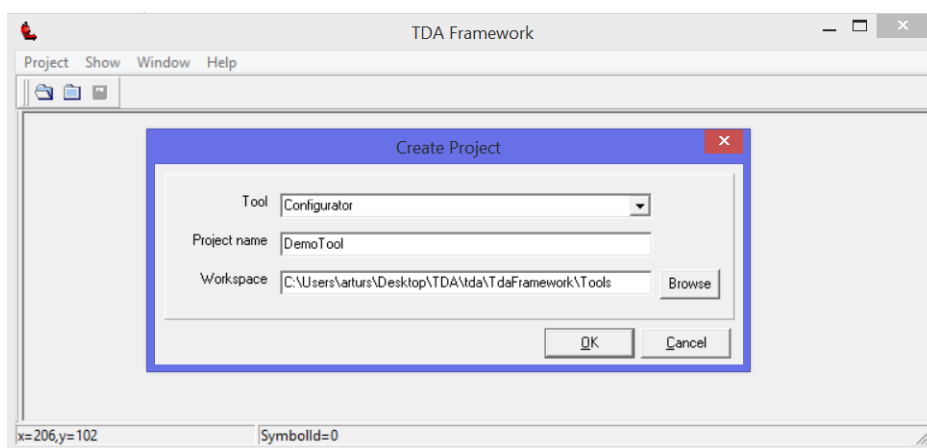 TDA Framework
Project Show Window Help
Create Project
Tool Configurator
Project name DemoTool
Workspace C:\Users\arturs\Desktop\TDA\tda\TdaFramework\Tools Browse
OK Cancel
x=206,y=102 SymbolId=0